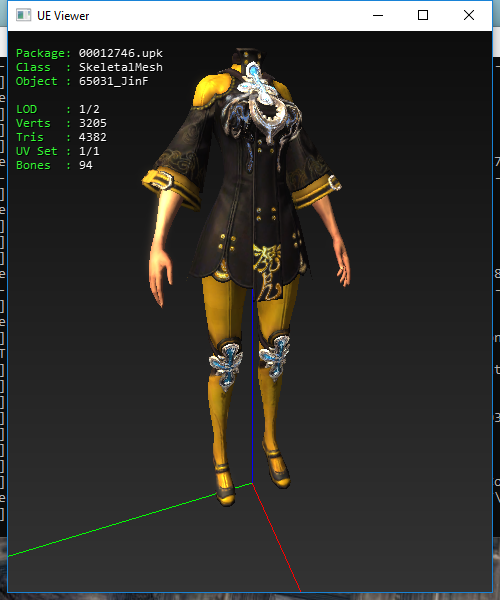 UE Viewer
Package: 00012746.upk
Class : SkeletalMesh
Object : 65031_JinF
LOD : 1/2
Verts : 3205
Tris : 4382
UV Set : 1/1
Bones : 94